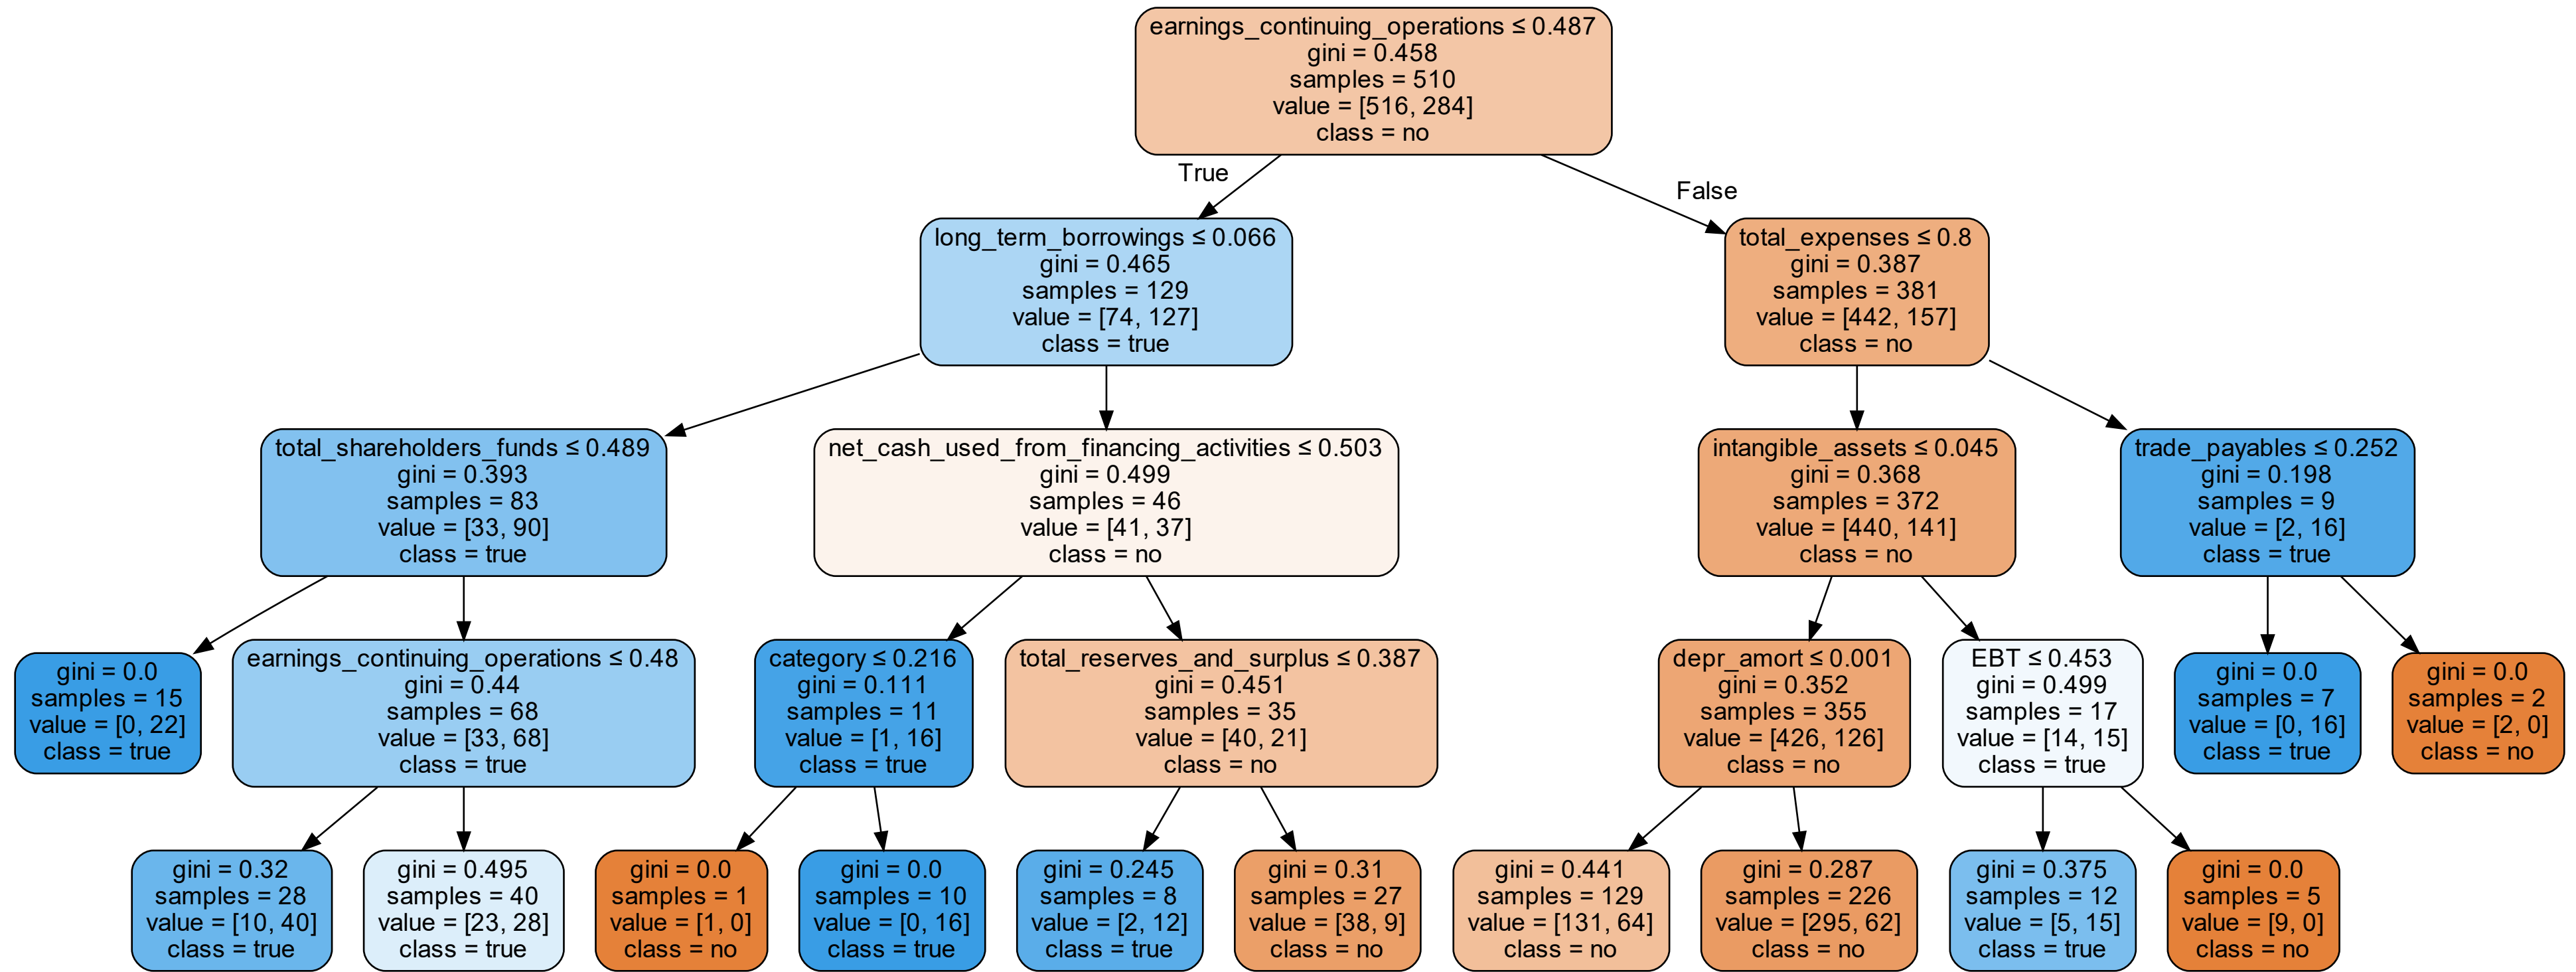 earnings_continuing_operations ≤ 0.487
gini = 0.458
samples = 510
value = [516, 284]
class = no
True
False
long_term_borrowings ≤ 0.066
gini = 0.465
samples = 129
value = [74, 127]
class = true
total_expenses ≤ 0.8
gini = 0.387
samples = 381
value = [442, 157]
class = no
total_shareholders_funds ≤ 0.489
gini = 0.393
samples = 83
value = [33, 90]
class = true
net_cash_used_from_financing_activities ≤ 0.503
gini = 0.499
samples = 46
value = [41, 37]
class = no
intangible_assets ≤ 0.045
gini = 0.368
samples = 372
value = [440, 141]
class = no
trade_payables ≤ 0.252
gini = 0.198
samples = 9
value = [2, 16]
class = true
gini = 0.0
samples = 15
value = [0, 22]
class = true
earnings_continuing_operations ≤ 0.48
gini = 0.44
samples = 68
value = [33, 68]
class = true
category ≤ 0.216
gini = 0.111
samples = 11
value = [1, 16]
class = true
total_reserves_and_surplus ≤ 0.387
gini = 0.451
samples = 35
value = [40, 21]
class = no
depr_amort ≤ 0.001
gini = 0.352
samples = 355
value = [426, 126]
class = no
EBT ≤ 0.453
gini = 0.499
samples = 17
value = [14, 15]
class = true
gini = 0.0
samples = 7
value = [0, 16]
class = true
gini = 0.0
samples = 2
value = [2, 0]
class = no
gini = 0.32
samples = 28
value = [10, 40]
class = true
gini = 0.495
samples = 40
value = [23, 28]
class = true
gini = 0.0
samples = 1
value = [1, 0]
class = no
gini = 0.0
samples = 10
value = [0, 16]
class = true
gini = 0.245
samples = 8
value = [2, 12]
class = true
gini = 0.31
samples = 27
value = [38, 9]
class = no
gini = 0.441
samples = 129
value = [131, 64]
class = no
gini = 0.287
samples = 226
value = [295, 62]
class = no
gini = 0.375
samples = 12
value = [5, 15]
class = true
gini = 0.0
samples = 5
value = [9, 0]
class = no